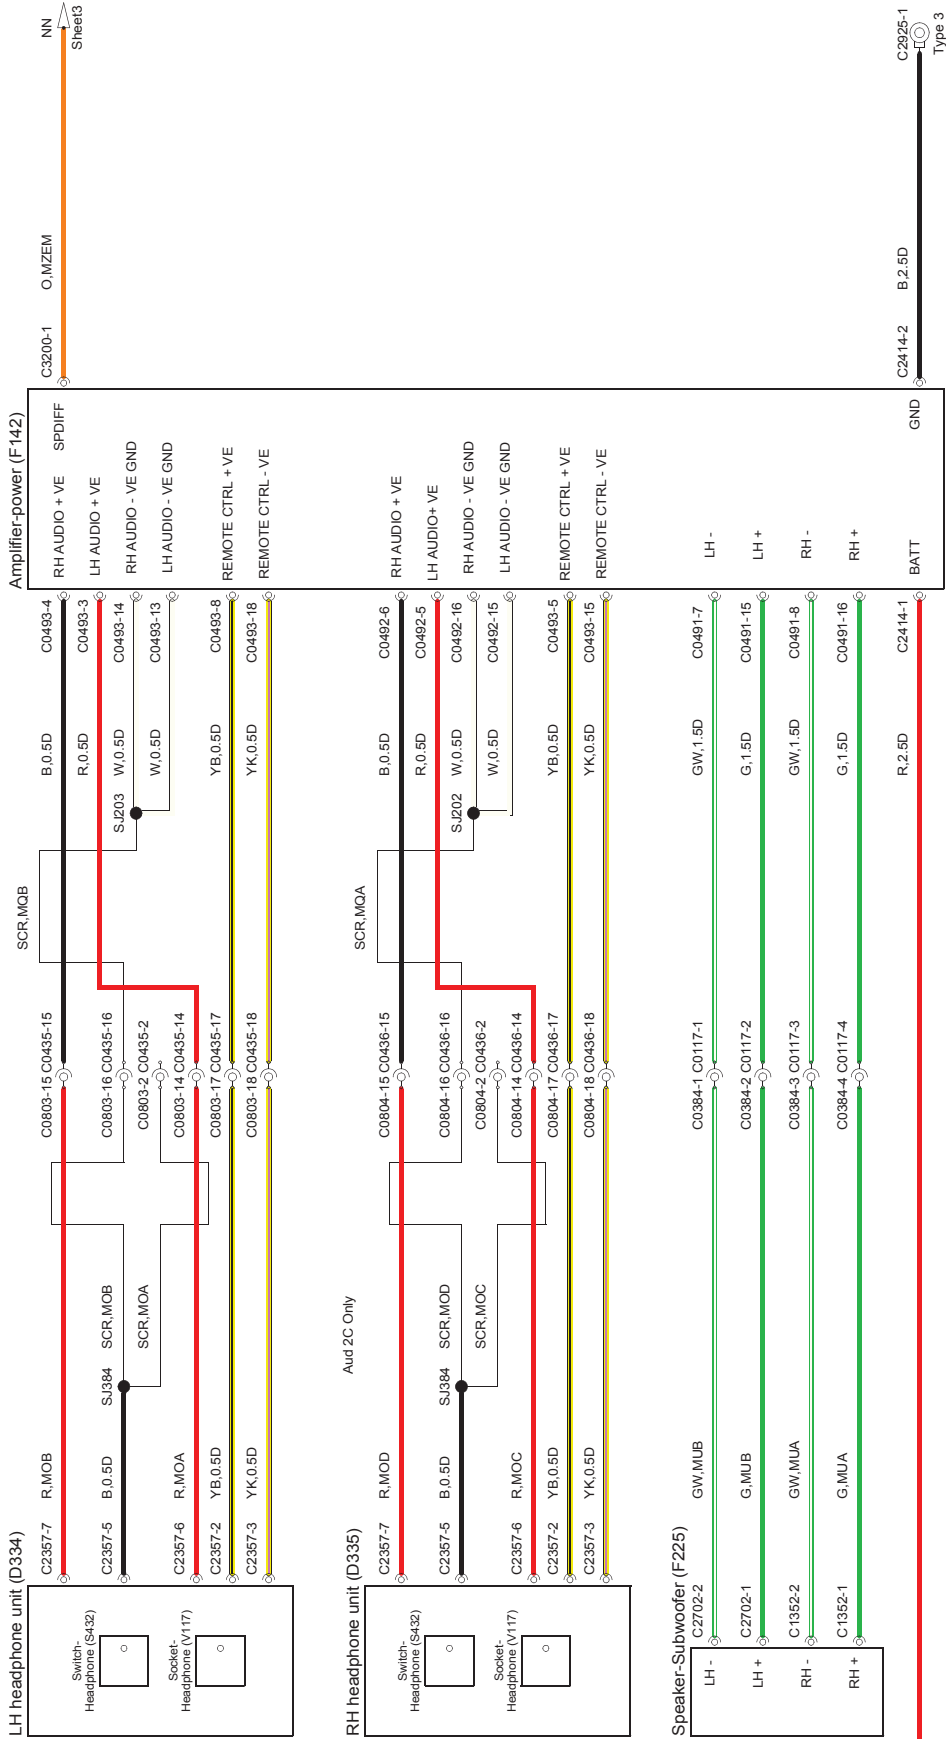 NN
Sheet3
O,MZEM
C3200-1
C2925-1
Type 3
B,2.5D
C2414-2
Amplifier-power (F142)
SPDIFF
GND
RH AUDIO + VE
LH AUDIO + VE
RH AUDIO - VE GND
LH AUDIO - VE GND
REMOTE CTRL + VE
REMOTE CTRL - VE
RH AUDIO + VE
LH AUDIO+ VE
RH AUDIO - VE GND
LH AUDIO - VE GND
REMOTE CTRL + VE
REMOTE CTRL - VE
LH -
LH +
RH -
RH +
BATT
C0493-4
C0493-3
C0493-14
C0493-13
C0493-8
C0493-18
C0492-6
C0492-5
C0492-16
C0492-15
C0493-5
C0493-15
C0491-7
C0491-15
C0491-8
C0491-16
C2414-1
B,0.5D
R,0.5D
W,0.5D
W,0.5D
YB,0.5D
YK,0.5D
B,0.5D
R,0.5D
W,0.5D
W,0.5D
YB,0.5D
YK,0.5D
GW,1.5D
G,1.5D
GW,1.5D
G,1.5D
R,2.5D
SJ203
SJ202
SCR,MQB
SCR,MQA
C0803-15 C0435-15
C0803-16 C0435-16
C0803-2 C0435-2
C0803-14 C0435-14
C0803-17 C0435-17
C0803-18 C0435-18
C0804-15 C0436-15
C0804-16 C0436-16
C0804-2 C0436-2
C0804-14 C0436-14
C0804-17 C0436-17
C0804-18 C0436-18
C0384-1 C0117-1
C0384-2 C0117-2
C0384-3 C0117-3
C0384-4 C0117-4
SCR,MOB
SCR,MOA
Aud 2C Only
SCR,MOD
SCR,MOC
SJ384
SJ384
R,MOB
B,0.5D
R,MOA
YB,0.5D
YK,0.5D
R,MOD
B,0.5D
R,MOC
YB,0.5D
YK,0.5D
GW,MUB
G,MUB
GW,MUA
G,MUA
C2357-7
C2357-5
C2357-6
C2357-2
C2357-3
C2357-7
C2357-5
C2357-6
C2357-2
C2357-3
C2702-2
C2702-1
C1352-2
C1352-1
LH headphone unit (D334)
Switch-
Headphone (S432)
Socket-
Headphone (V117)
RH headphone unit (D335)
Switch-
Headphone (S432)
Socket-
Headphone (V117)
Speaker-Subwoofer (F225)
LH -
LH +
RH -
RH +